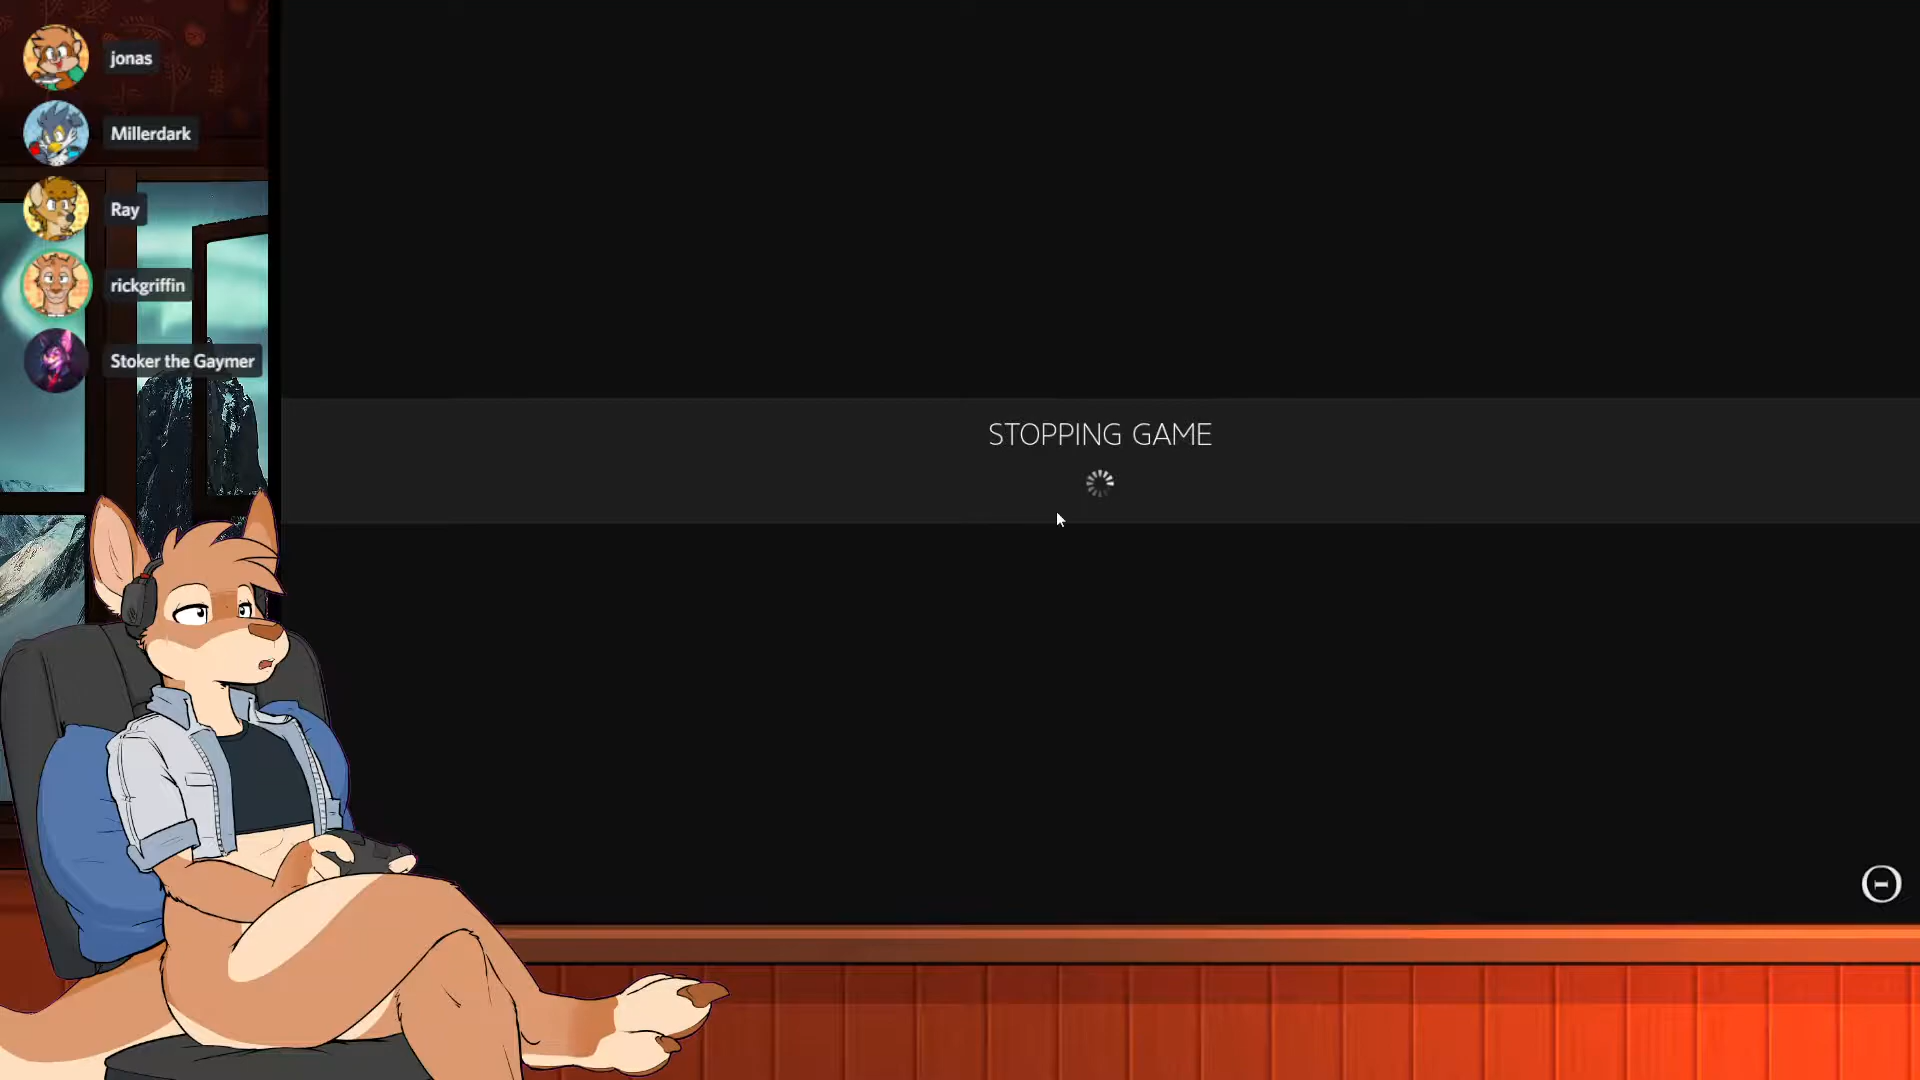 jonas
Millerdark
Ray
rickgriffin
Stoker the Gaymer
STOPPING GAME